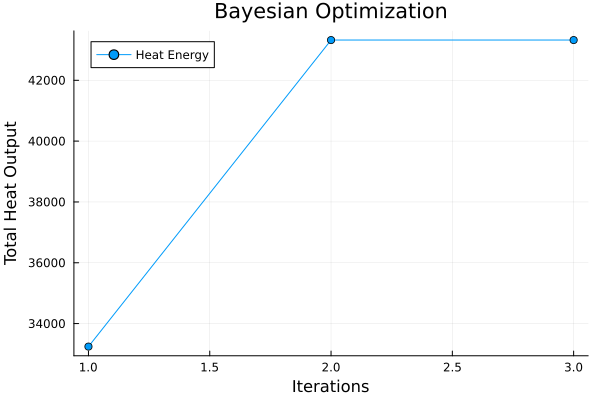 Bayesian Optimization
Heat Energy
Total Heat Output
42000
40000
38000
36000
34000
1.0 1.5 2.0 2.5 3.0
Iterations